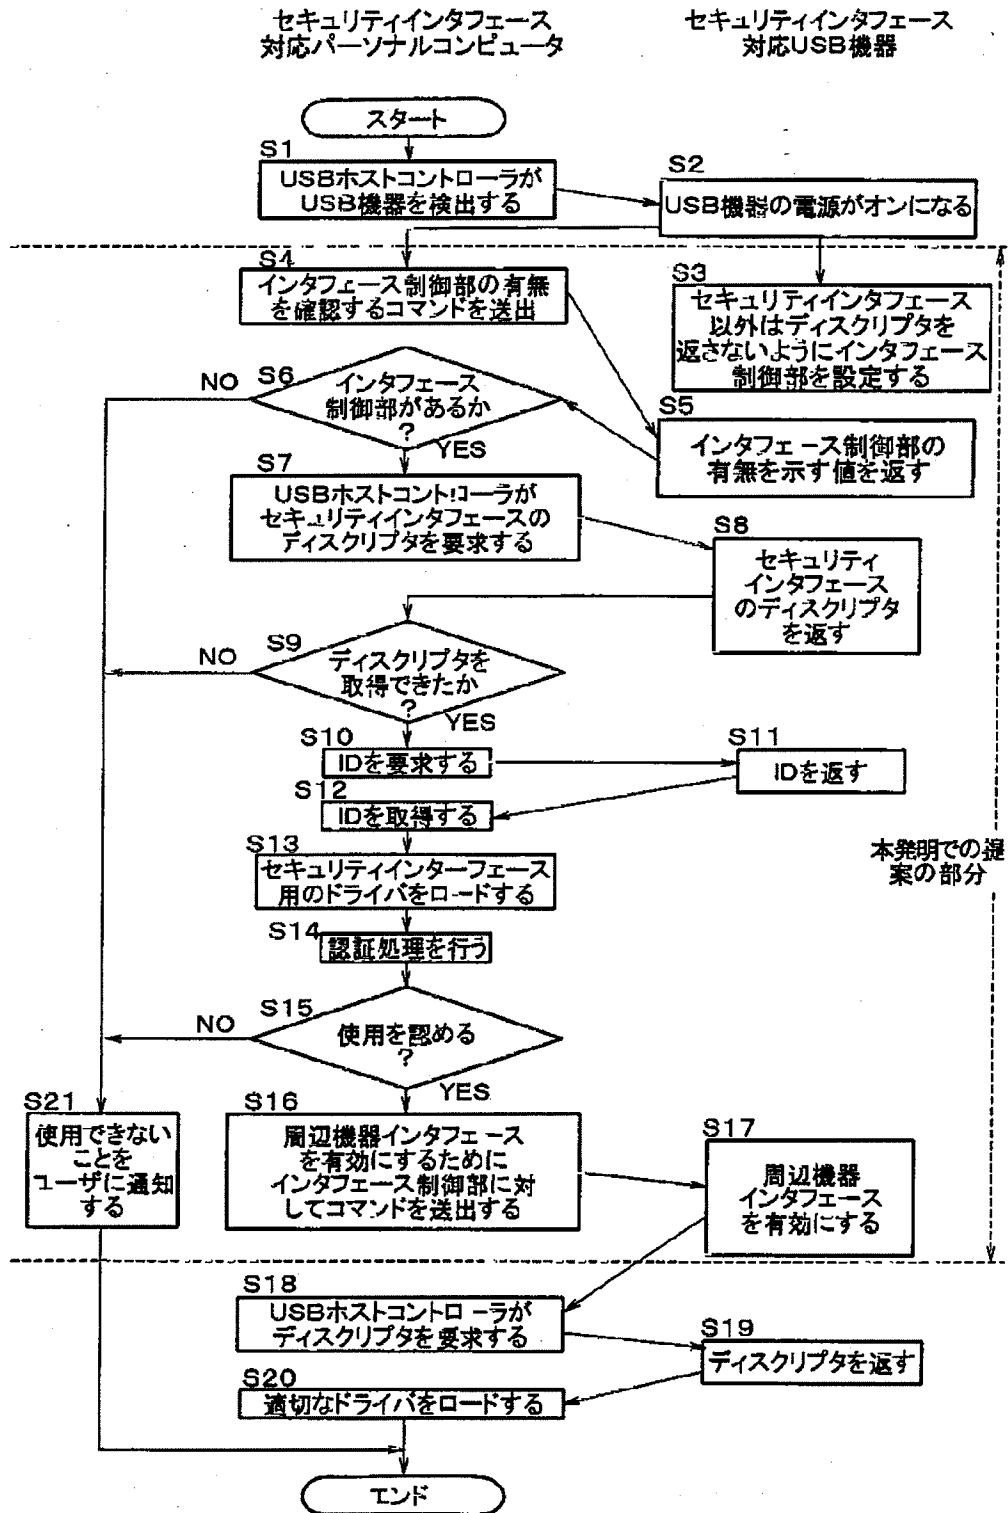 セキュリティインタフェース
対応パーソナルコンピュータ
セキュリティインタフェース
対応USB機器
スタート
S1
USBホストコントローラが
USB機器を検出する
S2
USB機器の電源がオンになる
S4
インタフェース制御部の有無
を確認するコマンドを送出
S3
セキュリティインタフェース
以外はディスクリプタを
返さないようにインタフェース
制御部を設定する
NO
S6
インタフェース
制御部があるか
?
YES
S5
インタフェース制御部の
有無を示す値を返す
S7
USBホストコントローラが
セキュリティインタフェースの
ディスクリプタを要求する
S8
セキュリティ
インタフェース
のディスクリプタ
を返す
NO
S9
ディスクリプタを
取得できたか
?
YES
S10
IDを要求する
S11
IDを返す
S12
IDを取得する
S13
セキュリティインターフェース
用のドライバをロードする
本発明での提
案の部分
S14
認証処理を行う
NO
S15
使用を認める
?
YES
S21
使用できない
ことを
ユーザに通知
する
S16
周辺機器インタフェース
を有効にするために
インタフェース制御部に対
してコマンドを送出する
S17
周辺機器
インタフェース
を有効にする
S18
USBホストコントローラが
ディスクリプタを要求する
S19
ディスクリプタを返す
S20
適切なドライバをロードする
エンド